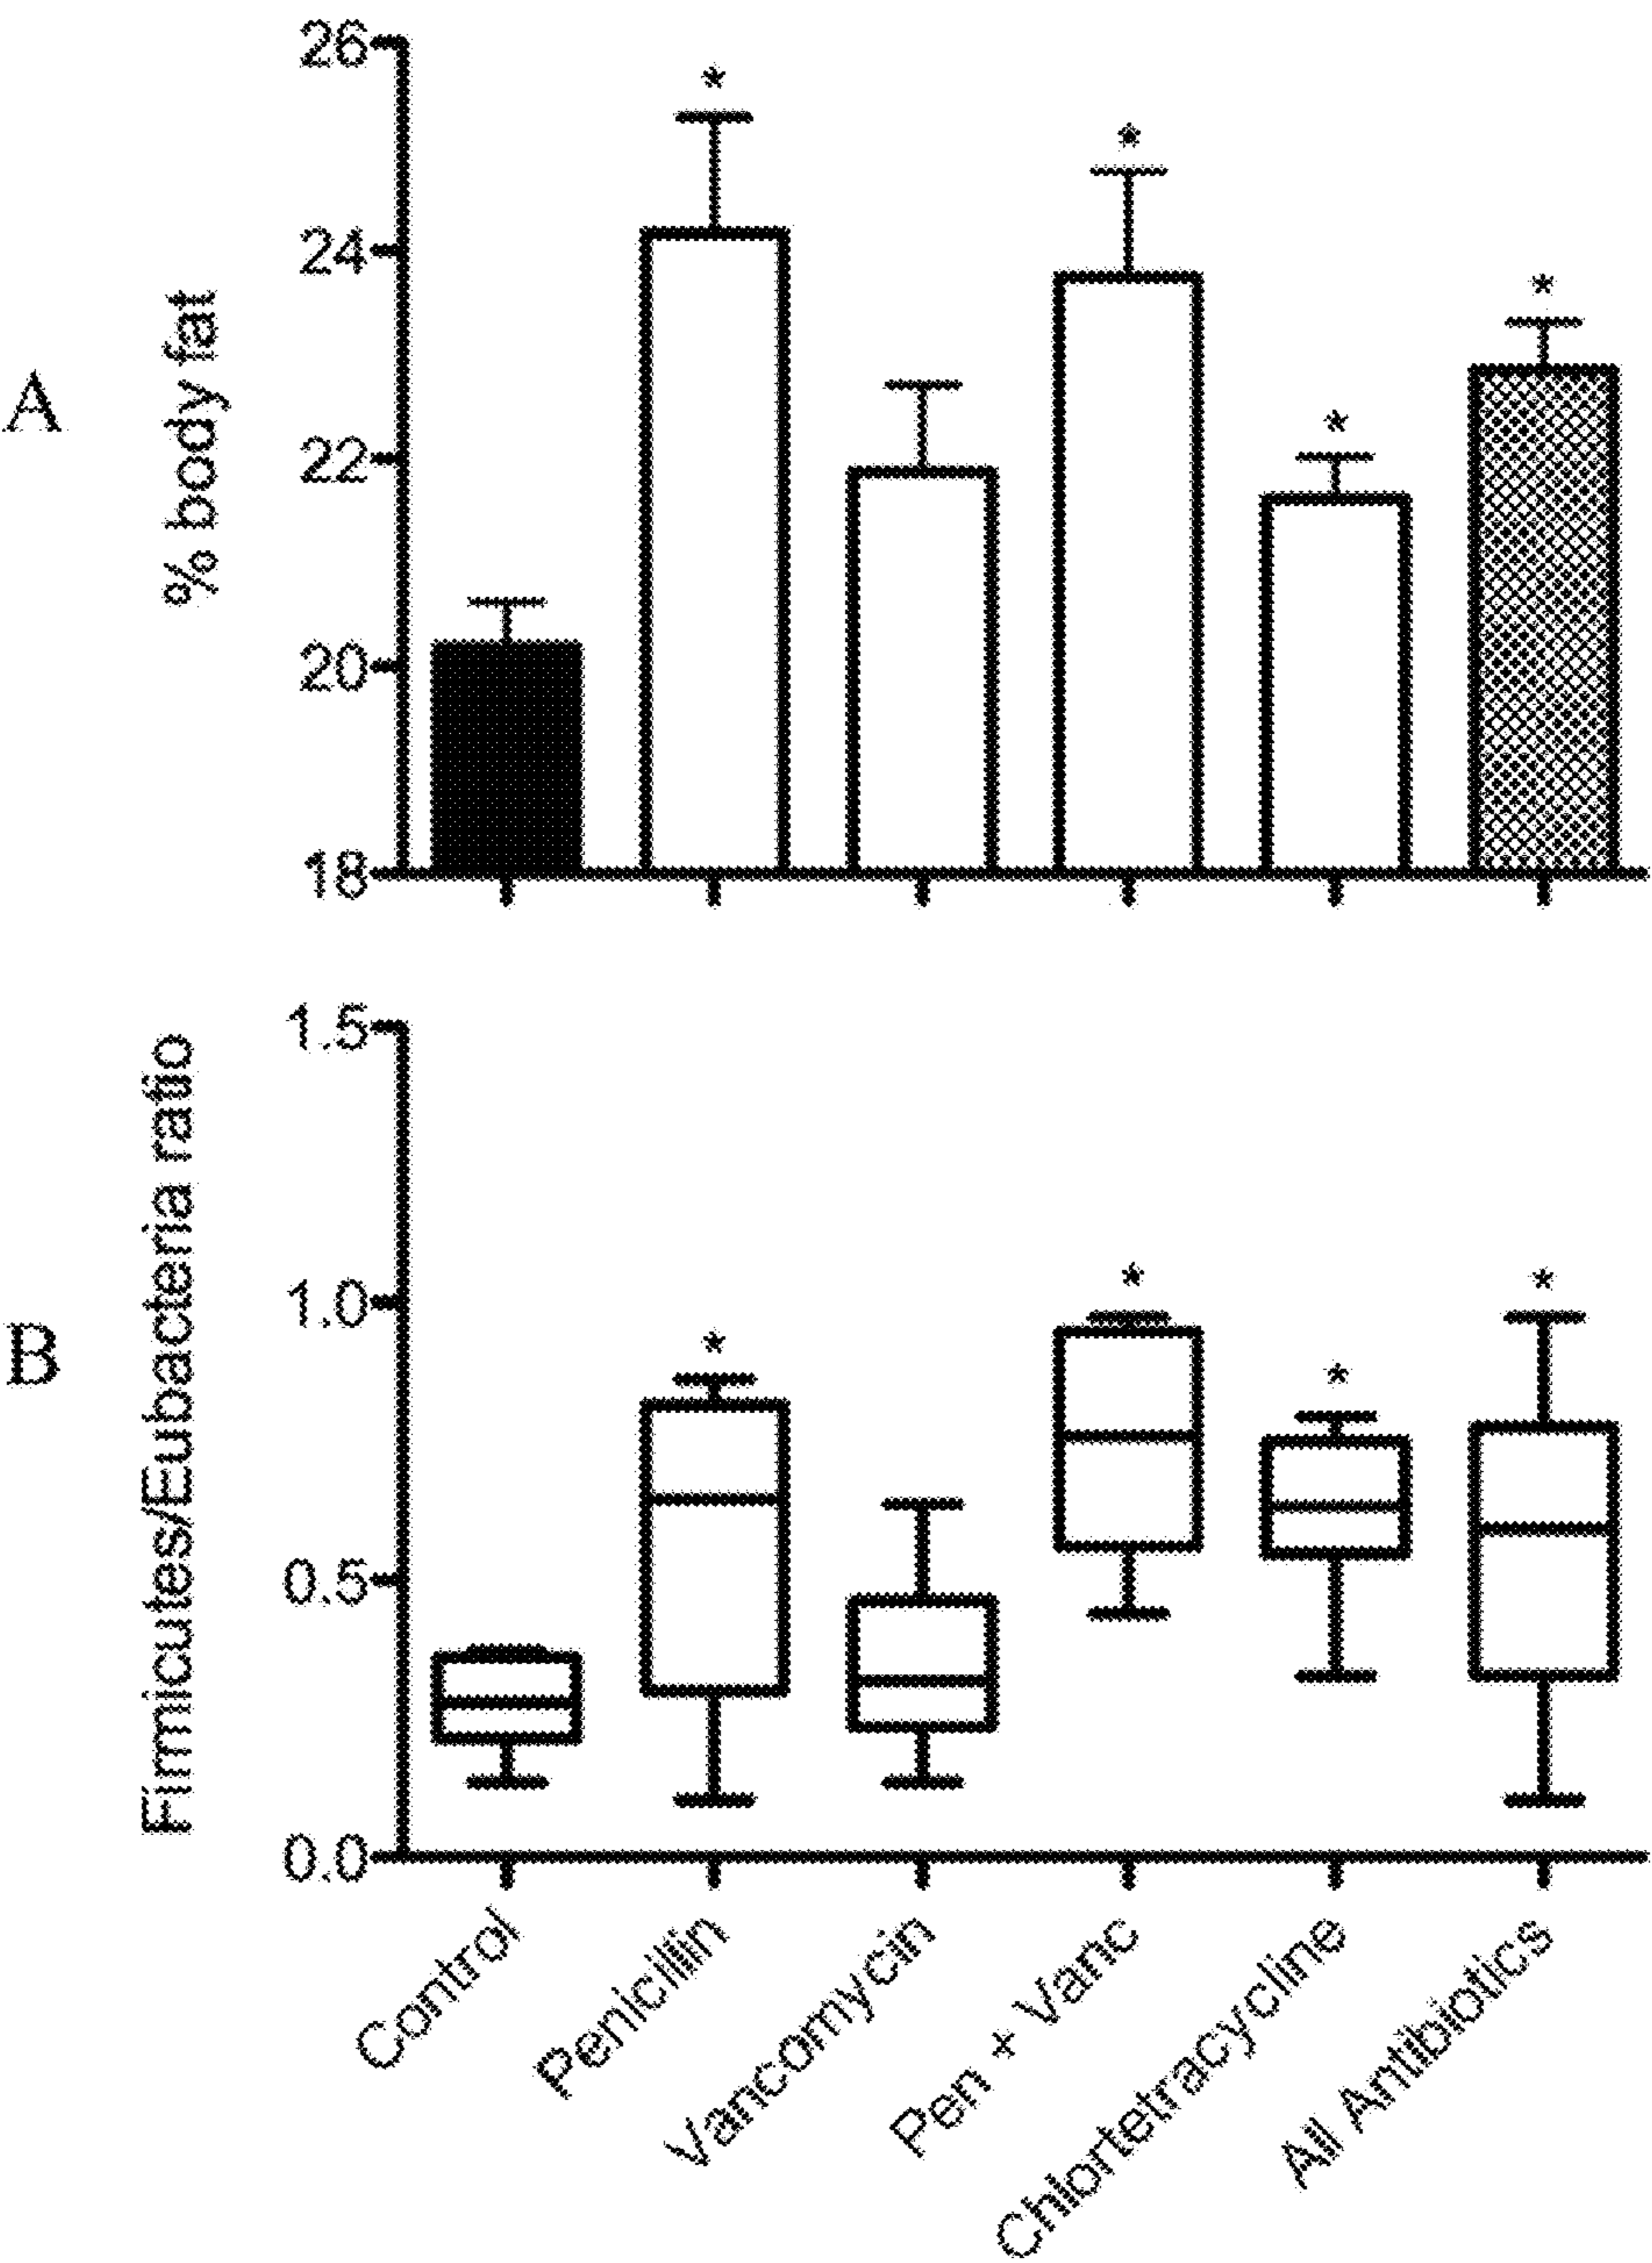 A
% body fat
26
24
22
20
18
*
*
*
*
B
Firmicutes/Eubacteria ratio
1.5
1.0
0.5
0.0
*
*
*
*
Control
Penicillin
Vancomycin
Pen + Vanc
Chlortetracycline
All Antibiotics